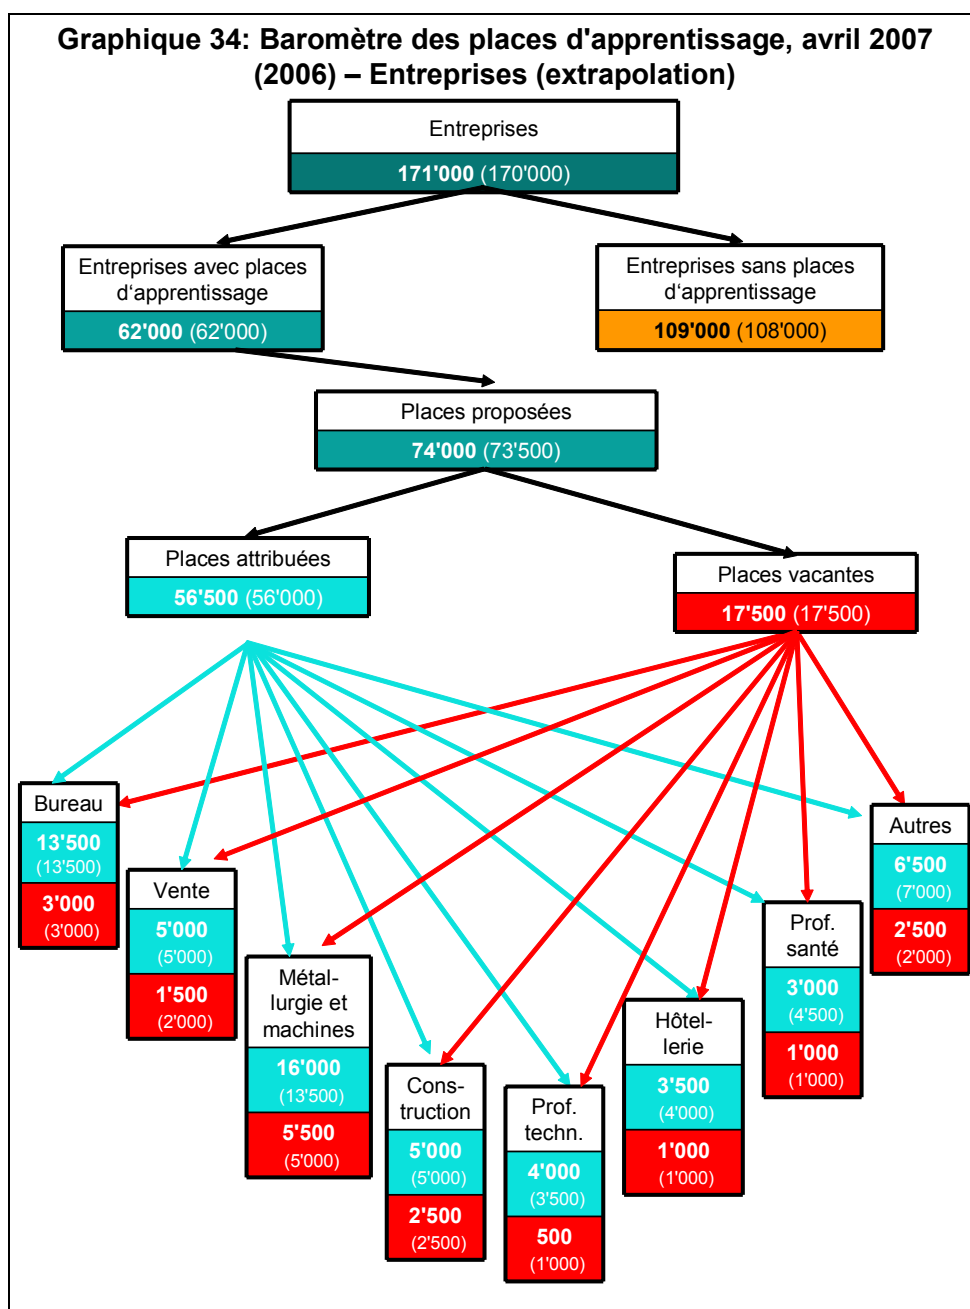 Graphique 34: Baromètre des places d'apprentissage, avril 2007
(2006) – Entreprises (extrapolation)
Entreprises
171'000 (170'000)
Entreprises avec places
d‘apprentissage
62'000 (62'000)
Entreprises sans places
d‘apprentissage
109'000 (108'000)
Places proposées
74'000 (73'500)
Places attribuées
56'500 (56'000)
Places vacantes
17'500 (17'500)
Bureau
13'500
(13'500)
3'000
(3'000)
Vente
5'000
(5'000)
1'500
(2'000)
Métal-
lurgie et
machines
16'000
(13'500)
5'500
(5'000)
Cons-
truction
5'000
(5'000)
2'500
(2'500)
Prof.
techn.
4'000
(3'500)
500
(1'000)
Hôtel-
lerie
3'500
(4'000)
1'000
(1'000)
Prof.
santé
3'000
(4'500)
1'000
(1'000)
Autres
6'500
(7'000)
2'500
(2'000)